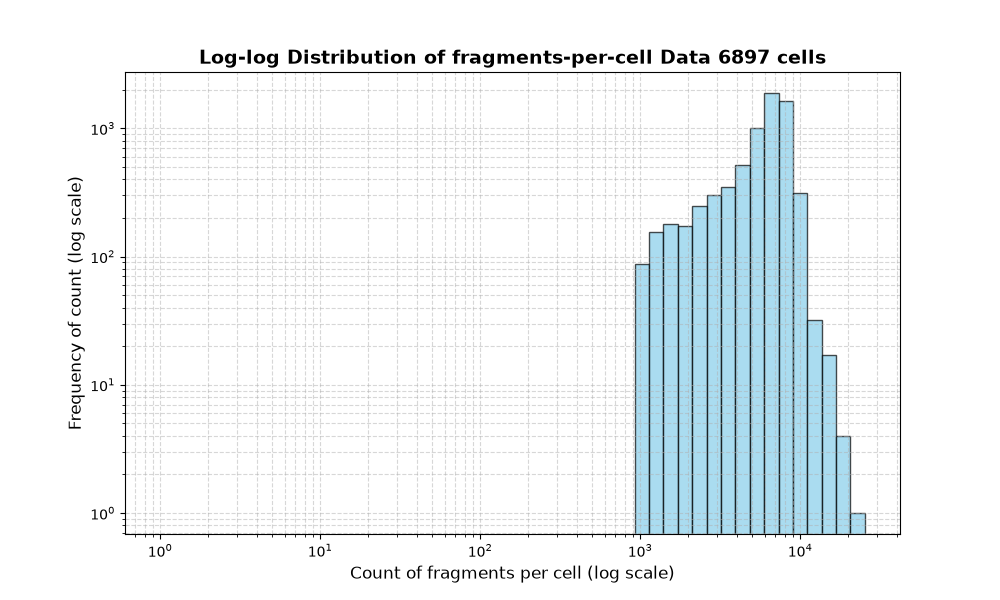 Log-log Distribution of fragments-per-cell Data 6897 cells
Frequency of count (log scale)
10³
10²
10¹
10⁰
10⁰ 10¹ 10² 10³ 10⁴
Count of fragments per cell (log scale)